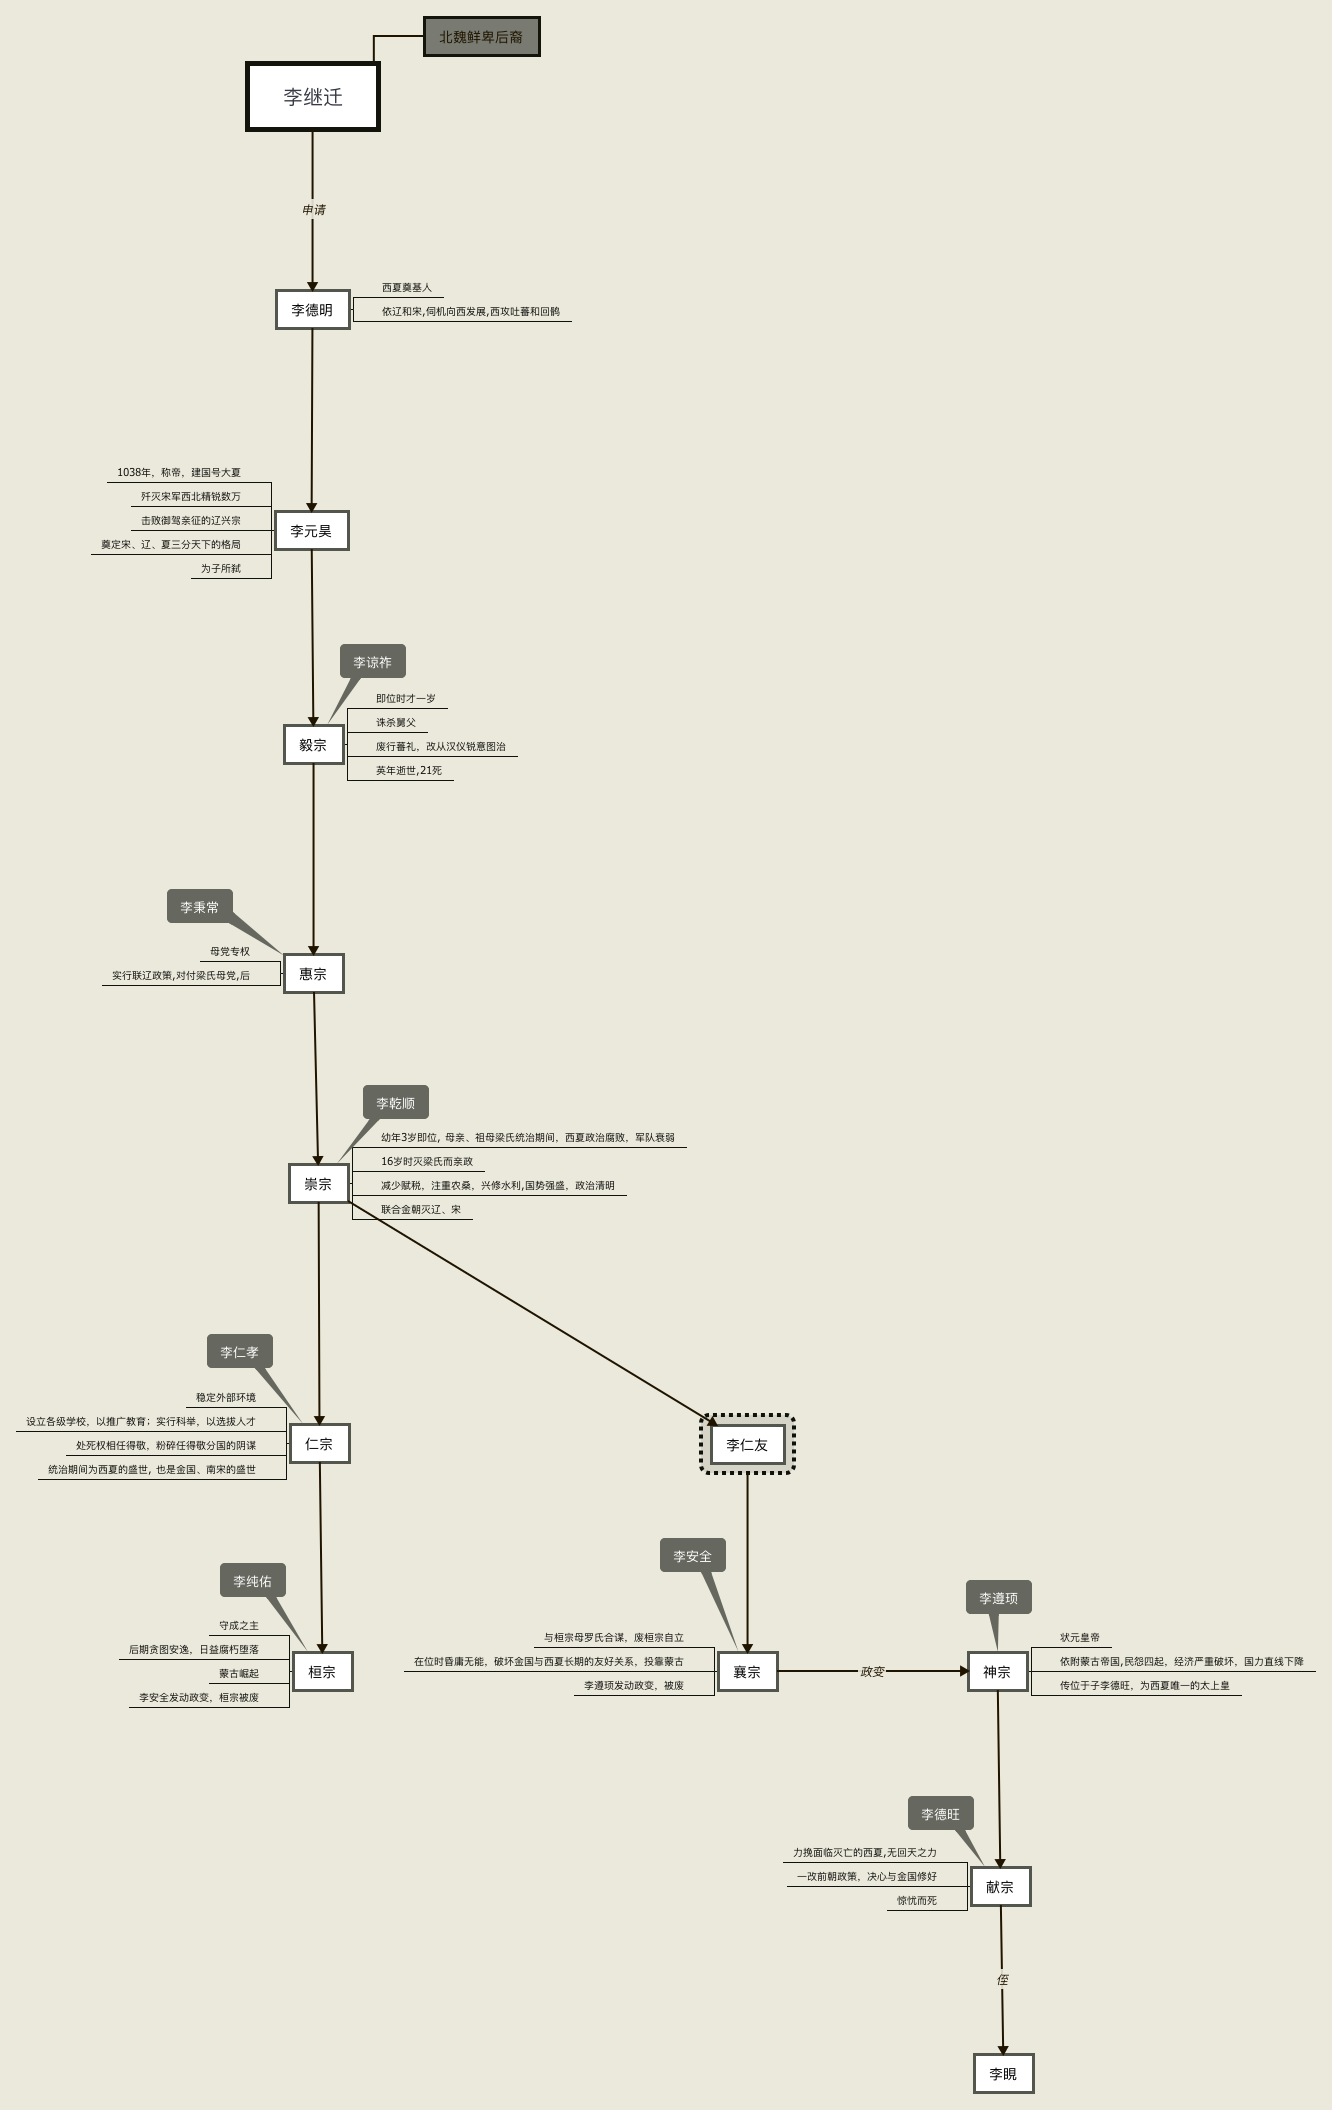 北魏鲜卑后裔
李继迁
申请
李德明
西夏奠基人
依辽和宋,伺机向西发展,西攻吐蕃和回鹘
1038年，称帝，建国号大夏
歼灭宋军西北精锐数万
击败御驾亲征的辽兴宗
奠定宋、辽、夏三分天下的格局
为子所弑
李元昊
李谅祚
毅宗
即位时才一岁
诛杀舅父
废行蕃礼，改从汉仪锐意图治
英年逝世,21死
李秉常
母党专权
实行联辽政策,对付梁氏母党,后
惠宗
李乾顺
崇宗
幼年3岁即位, 母亲、祖母梁氏统治期间，西夏政治腐败，军队衰弱
16岁时灭梁氏而亲政
减少赋税，注重农桑，兴修水利,国势强盛，政治清明
联合金朝灭辽、宋
李仁孝
稳定外部环境
设立各级学校，以推广教育；实行科举，以选拔人才
处死权相任得敬，粉碎任得敬分国的阴谋
统治期间为西夏的盛世, 也是金国、南宋的盛世
仁宗
李仁友
李纯佑
守成之主
后期贪图安逸，日益腐朽堕落
蒙古崛起
李安全发动政变，桓宗被废
桓宗
李安全
与桓宗母罗氏合谋，废桓宗自立
在位时昏庸无能，破坏金国与西夏长期的友好关系，投靠蒙古
李遵顼发动政变，被废
襄宗
政变
李遵顼
神宗
状元皇帝
依附蒙古帝国,民怨四起，经济严重破坏，国力直线下降
传位于子李德旺，为西夏唯一的太上皇
李德旺
力挽面临灭亡的西夏,无回天之力
一改前朝政策，决心与金国修好
惊忧而死
献宗
侄
李晛